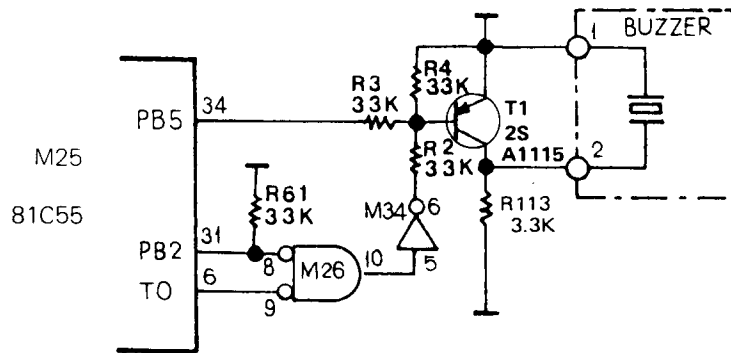 BUZZER
1
R4
33K
R3
33K
34
PB5
T1
2S
A1115
M25
R2
33K
2
81C55
R61
33K
M34
6
R113
3.3K
31
PB2
8
M26
10
5
6
TO
9